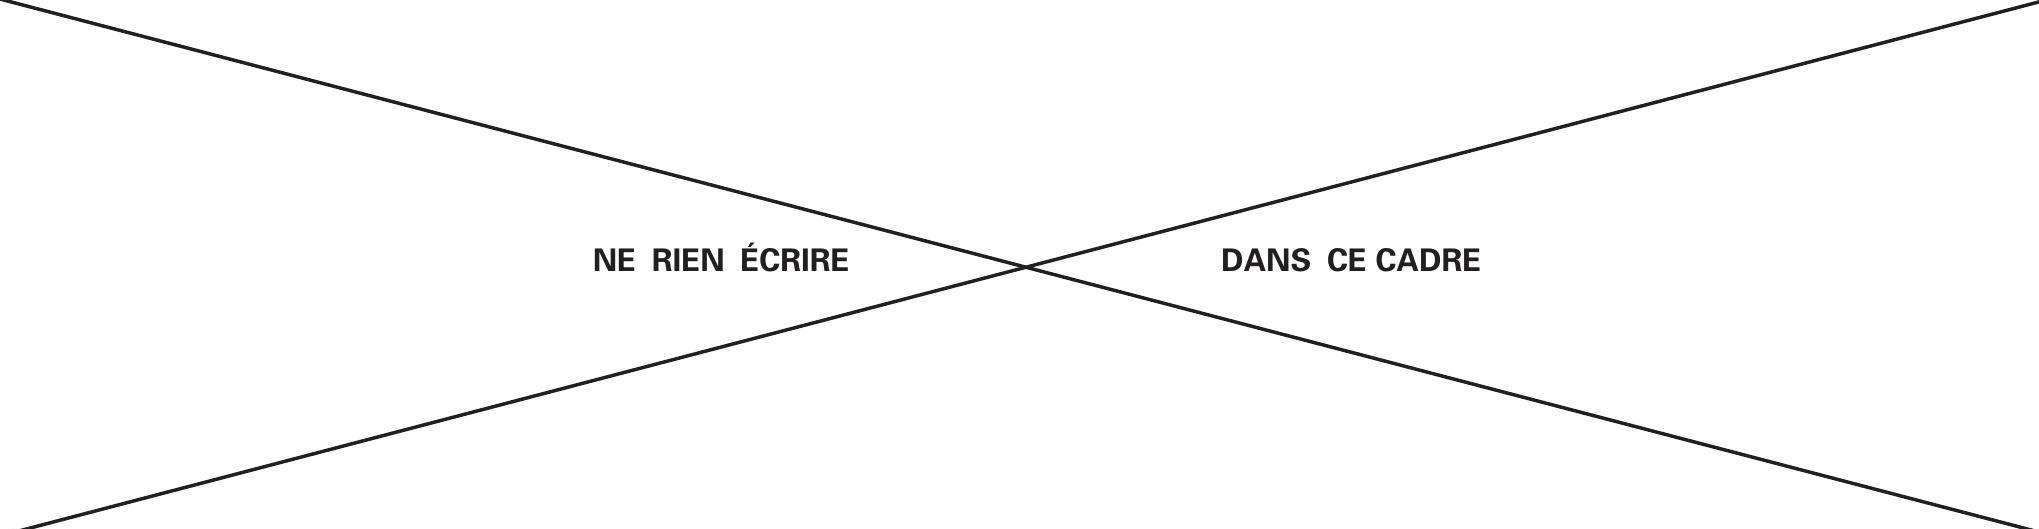 NE RIEN ÉCRIRE DANS CE CADRE